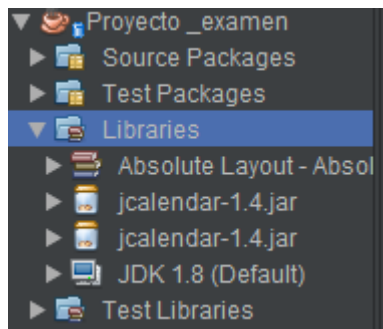 Proyecto _examen
Source Packages
Test Packages
Libraries
Absolute Layout - Absol
jcalendar-1.4.jar
jcalendar-1.4.jar
JDK 1.8 (Default)
Test Libraries